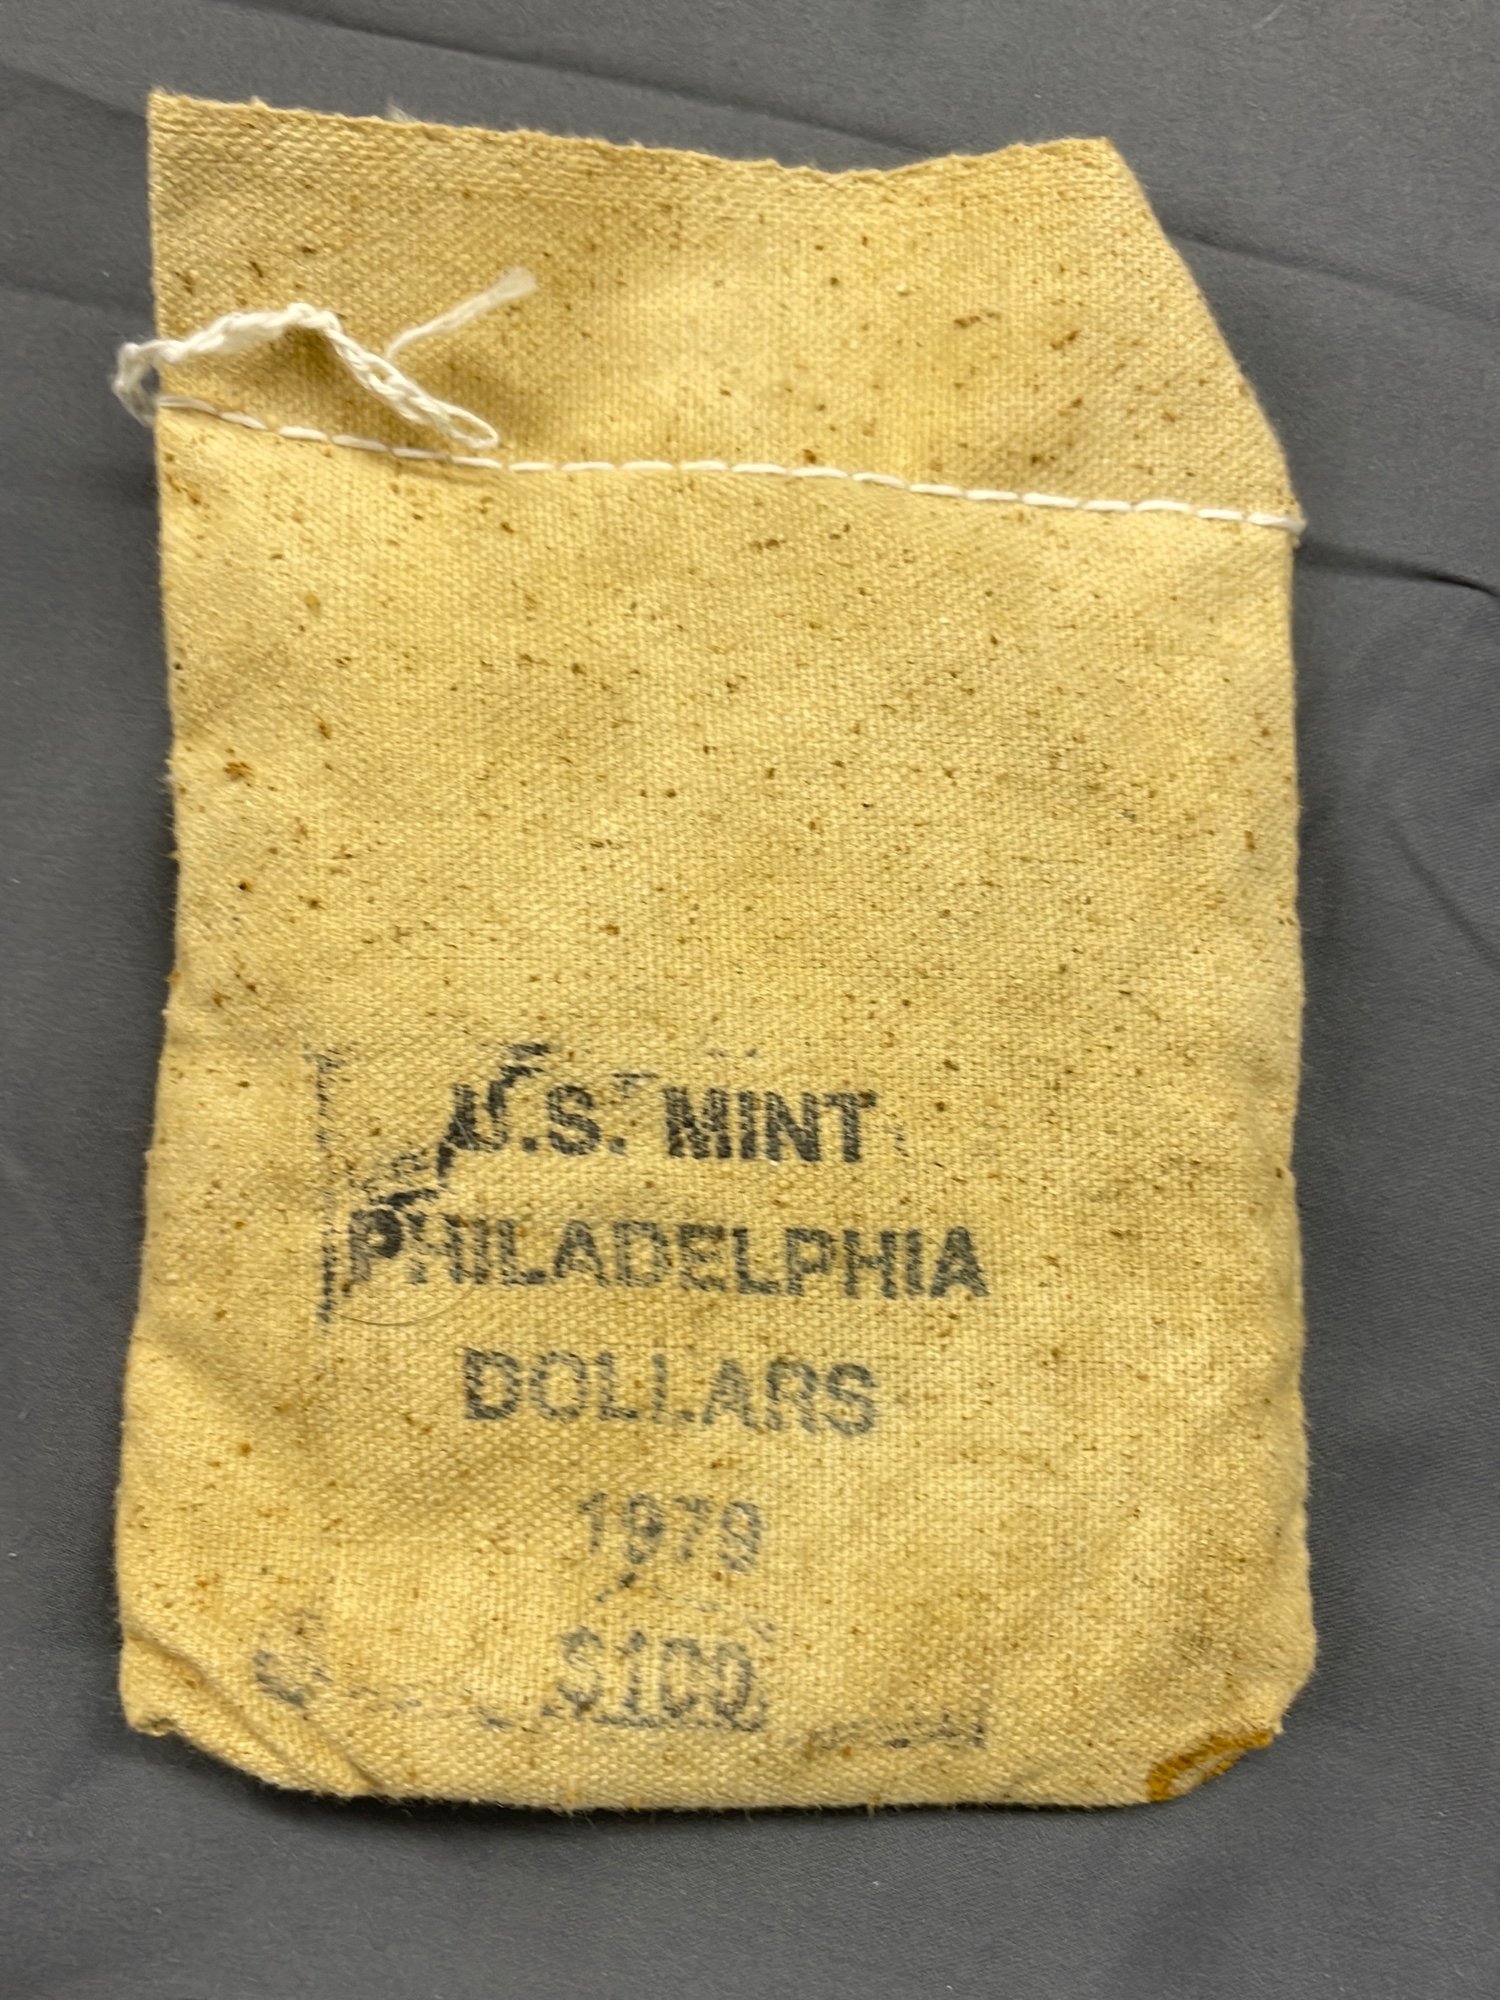 U.S. MINT
PHILADELPHIA
DOLLARS
1979
$100